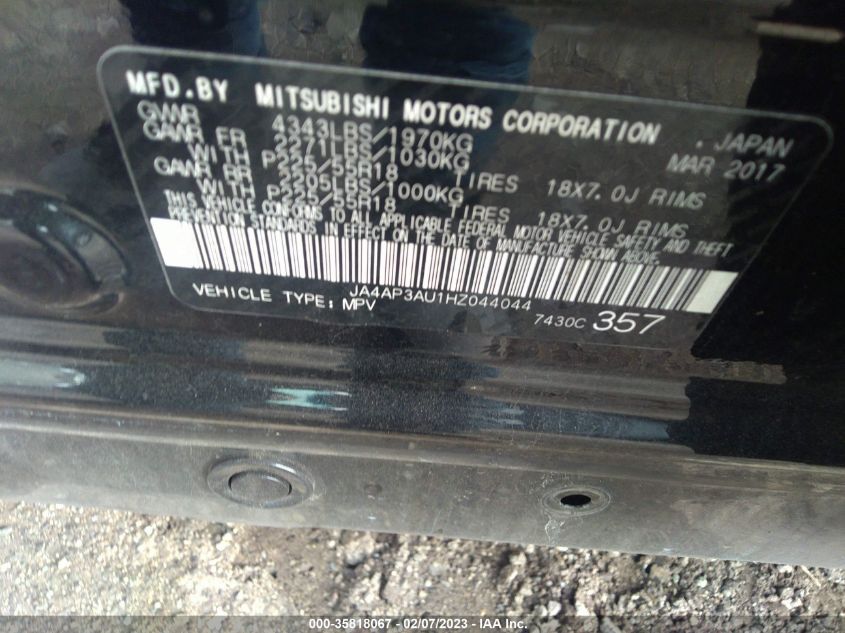 MFD.BY MITSUBISHI MOTORS CORPORATION . JAPAN
GVWR 4343LBS/1970KG MAR 2017
GAWR FR 2271LBS/1030KG
WITH P225/55R18 TIRES 18X7.0J RIMS
GAWR RR 2205LBS/1000KG
WITH P225/55R18 TIRES 18X7.0J RIMS
THIS VEHICLE CONFORMS TO ALL APPLICABLE FEDERAL MOTOR VEHICLE SAFETY AND THEFT
PREVENTION STANDARDS IN EFFECT ON THE DATE OF MANUFACTURE SHOWN ABOVE.
JA4AP3AU1HZ044044
VEHICLE TYPE: MPV 7430C 357
000-35818067 - 02/07/2023 - IAA Inc.